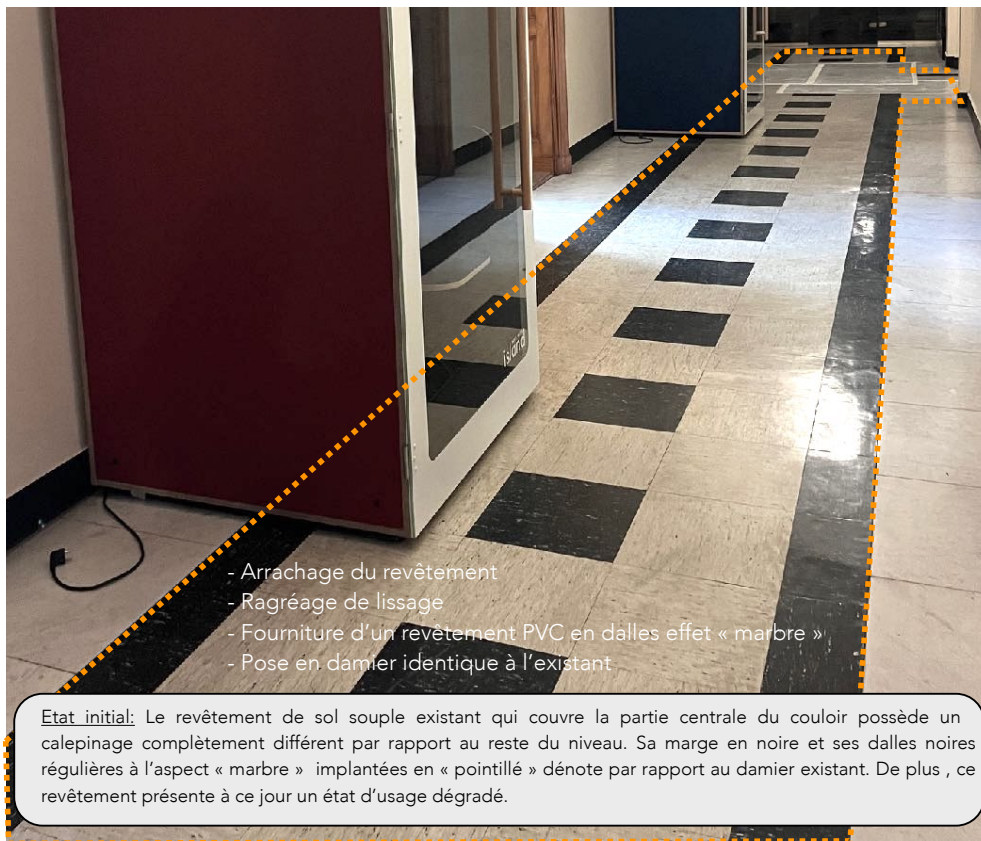 island
- Arrachage du revêtement
- Ragréage de lissage
- Fourniture d'un revêtement PVC en dalles effet « marbre »
- Pose en damier identique à l'existant
Etat initial: Le revêtement de sol souple existant qui couvre la partie centrale du couloir possède un
calepinage complètement différent par rapport au reste du niveau. Sa marge en noire et ses dalles noires
régulières à l'aspect « marbre » implantées en « pointillé » dénote par rapport au damier existant. De plus , ce
revêtement présente à ce jour un état d'usage dégradé.